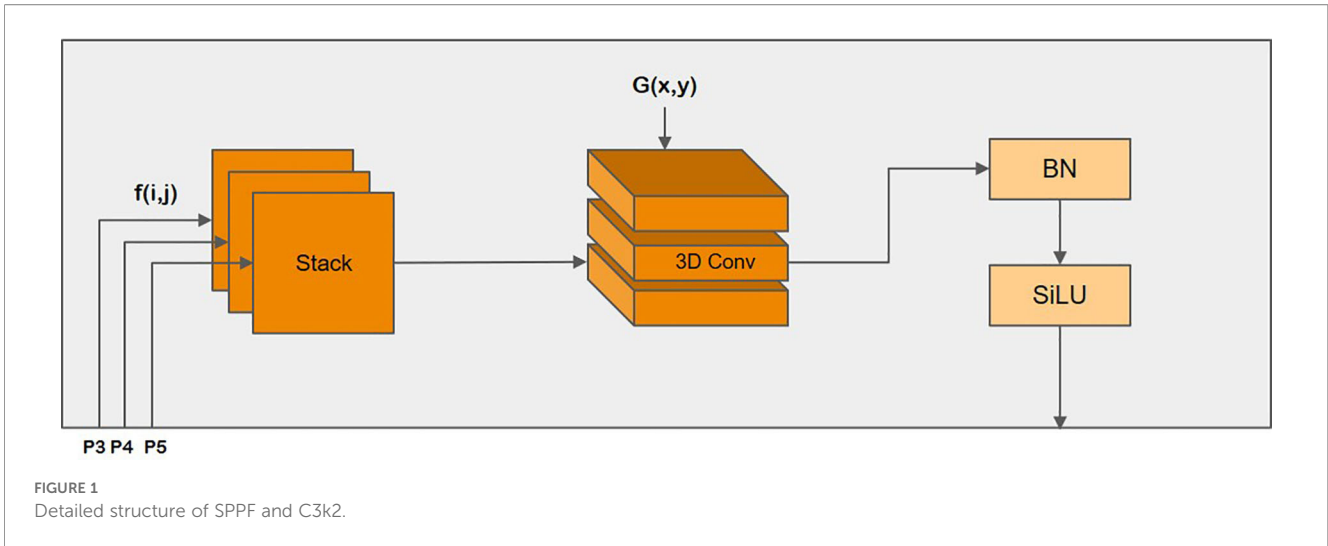 G(x,y)
f(i,j)
Stack
3D Conv
BN
SiLU
P3 P4 P5
FIGURE 1
Detailed structure of SPPF and C3k2.